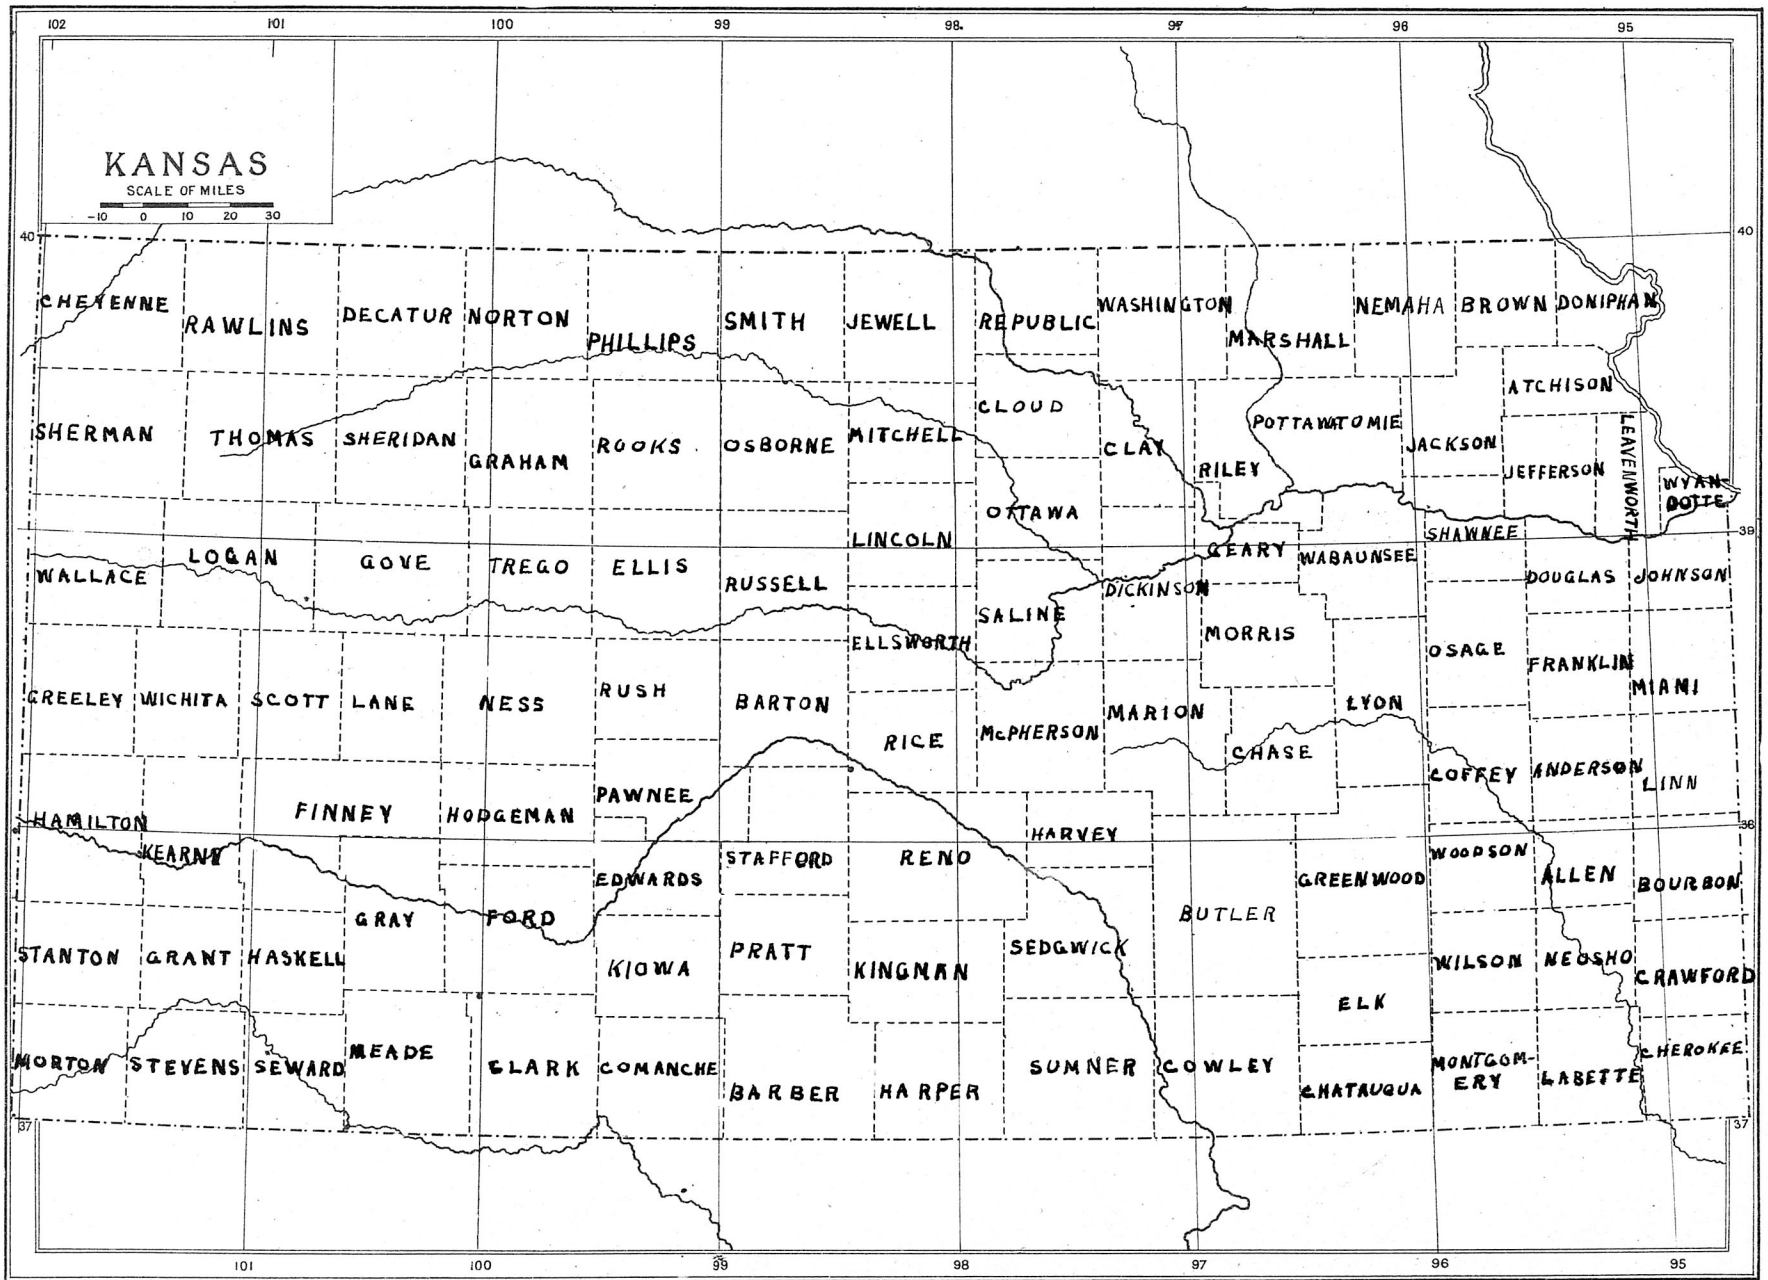 102 101 100 99 98. 97 96 95
KANSAS
SCALE OF MILES
-10 0 10 20 30
40 40
CHEYENNE RAWLINS DECATUR NORTON PHILLIPS SMITH JEWELL REPUBLIC WASHINGTON MARSHALL NEMAHA BROWN DONIPHAN
ATCHISON
SHERMAN THOMAS SHERIDAN GRAHAM ROOKS OSBORNE MITCHELL CLOUD CLAY RILEY POTTAWATOMIE JACKSON JEFFERSON LEAVENWORTH WYAN-
DOTTE
OTTAWA
LINCOLN
SHAWNEE 39
WALLACE LOGAN GOVE TREGO ELLIS RUSSELL ELLSWORTH SALINE DICKINSON GEARY WABAUNSEE DOUGLAS JOHNSON
MORRIS OSAGE FRANKLIN MIAMI
GREELEY WICHITA SCOTT LANE NESS RUSH BARTON RICE McPHERSON MARION CHASE LYON
COFFEY ANDERSON LINN
HAMILTON KEARNY FINNEY HODGEMAN PAWNEE STAFFORD RENO HARVEY 38
EDWARDS GREENWOOD WOODSON ALLEN BOURBON
GRAY FORD BUTLER
STANTON GRANT HASKELL KIOWA PRATT KINGMAN SEDGWICK ELK WILSON NEOSHO CRAWFORD
MORTON STEVENS SEWARD MEADE CLARK COMANCHE BARBER HARPER SUMNER COWLEY CHATAUQUA MONTGOM-
ERY LABETTE CHEROKEE
37 37
101 100 99 98 97 96 95